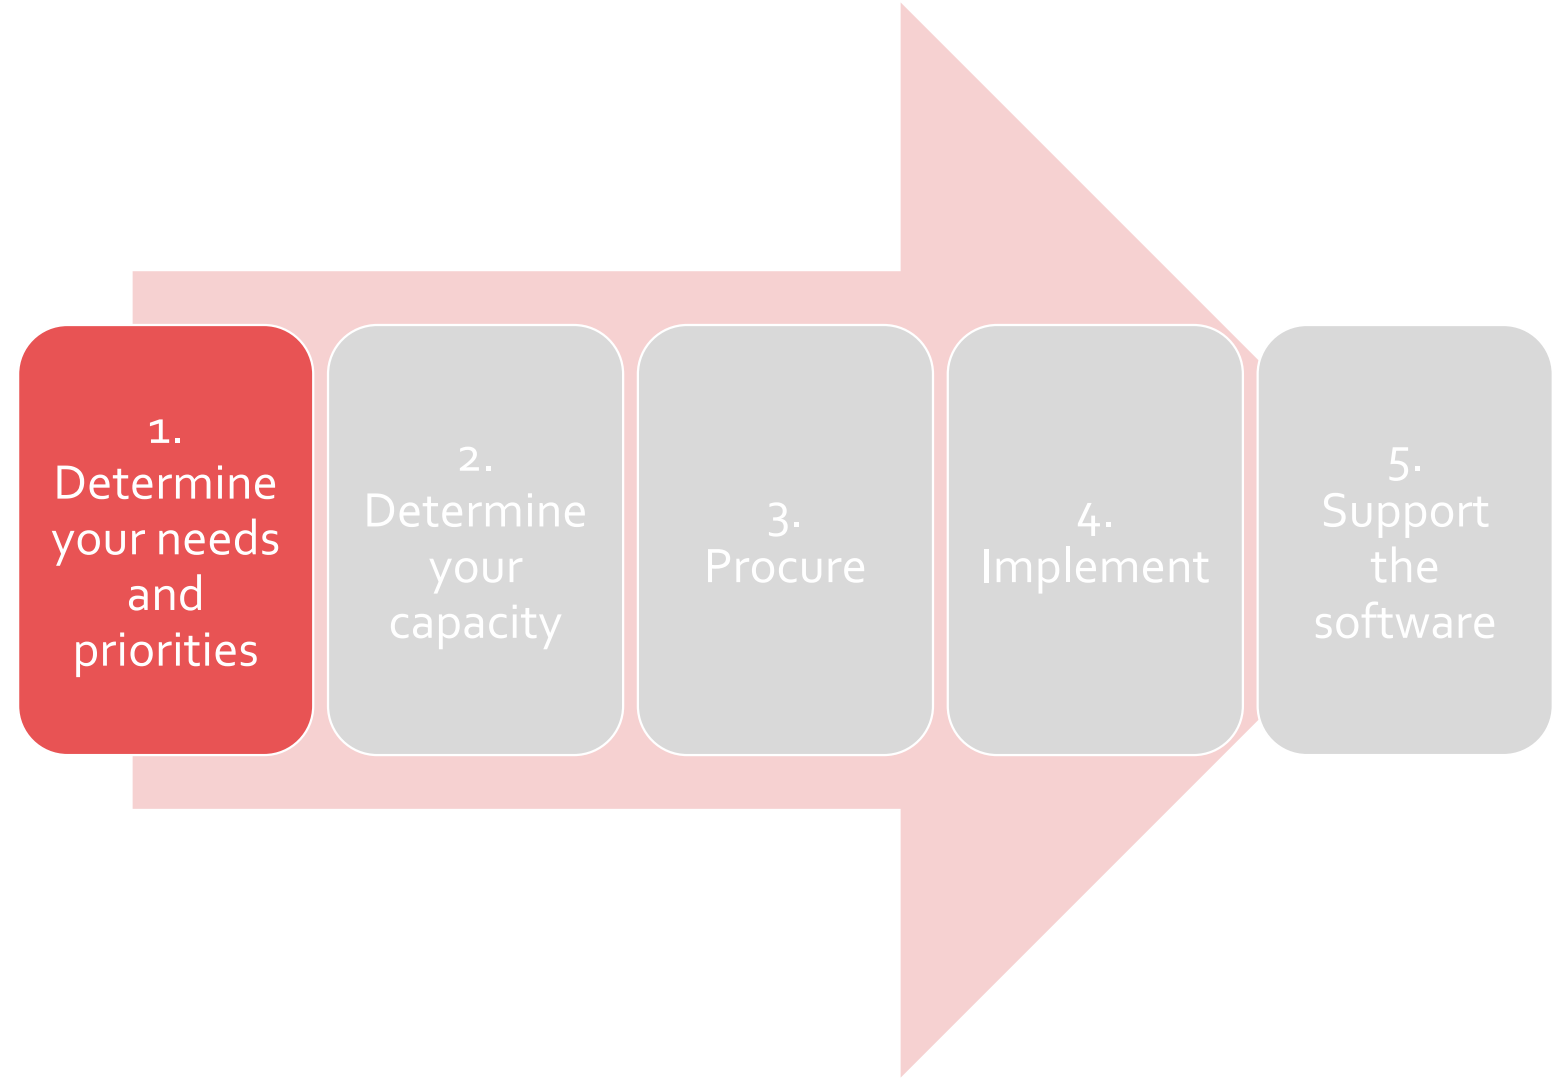 1.
Determine
your needs
and
priorities
2.
Determine
your
capacity
3.
Procure
4.
Implement
5.
Support
the
software